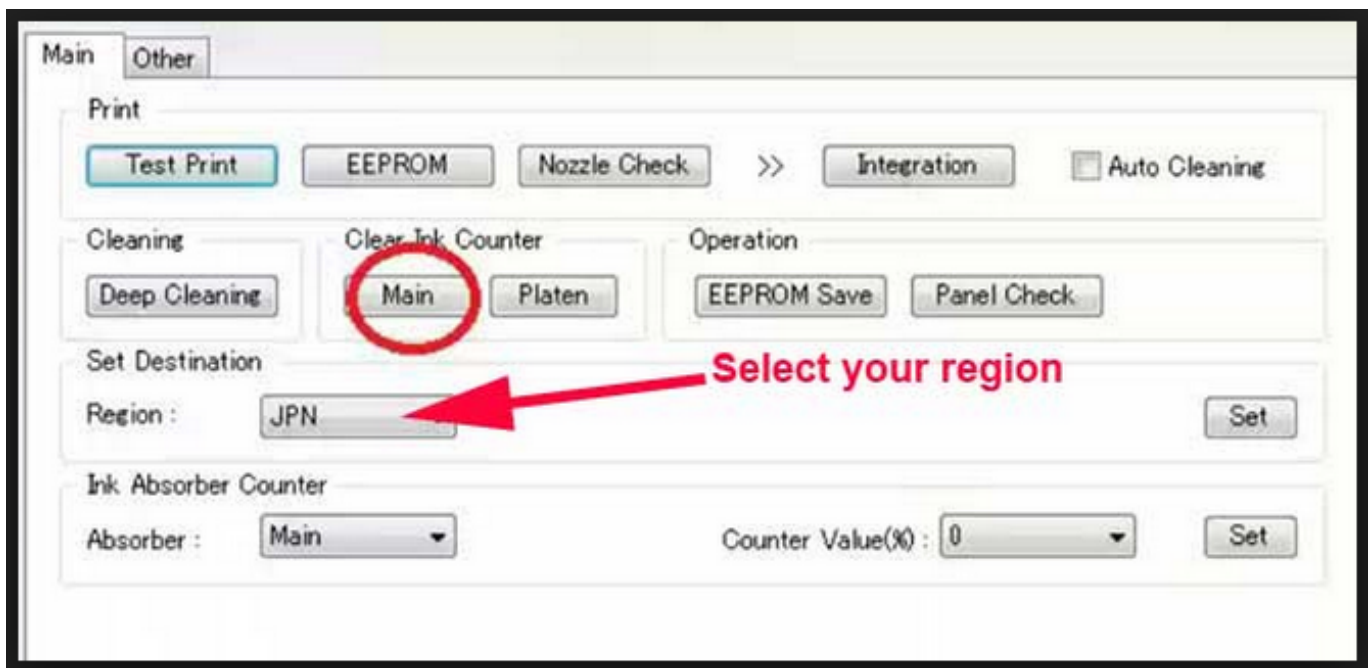 Main Other
Print
Test Print EEPROM Nozzle Check >> Integration Auto Cleaning
Cleaning Clear Ink Counter Operation
Deep Cleaning Main Platen EEPROM Save Panel Check
Set Destination
Select your region
Region : JPN Set
Ink Absorber Counter
Absorber : Main Counter Value(%) : 0 Set